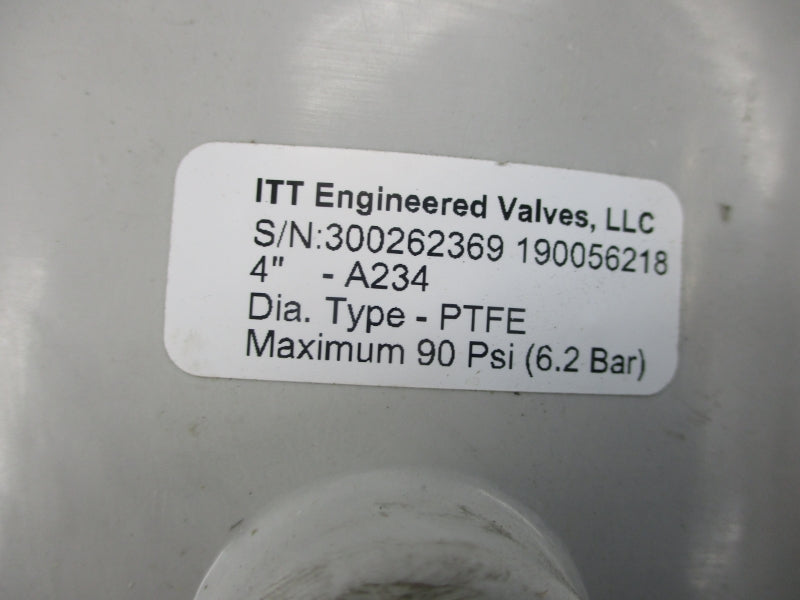 ITT Engineered Valves, LLC
S/N:300262369 190056218
4" - A234
Dia. Type - PTFE
Maximum 90 Psi (6.2 Bar)